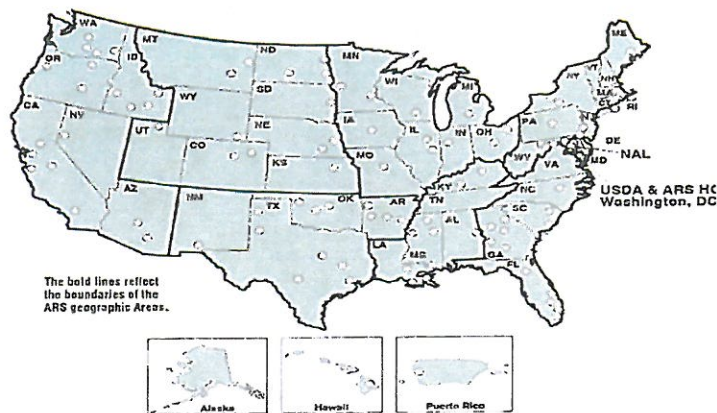 WA
MT
ND
MN
ME
OR
ID
WI
MI
NY
VT
NH
MA
CT
RI
WY
SD
CA
NV
UT
NE
IA
IL
IN
OH
PA
NJ
DE
MD
NAL
CO
KS
MO
WV
VA
KY
USDA & ARS HQ
Washington, DC
AZ
NM
TX
OK
AR
TN
NC
SC
LA
MS
AL
GA
FL
The bold lines reflect
the boundaries of the
ARS geographic Areas.
Alaska
Hawaii
Puerto Rico